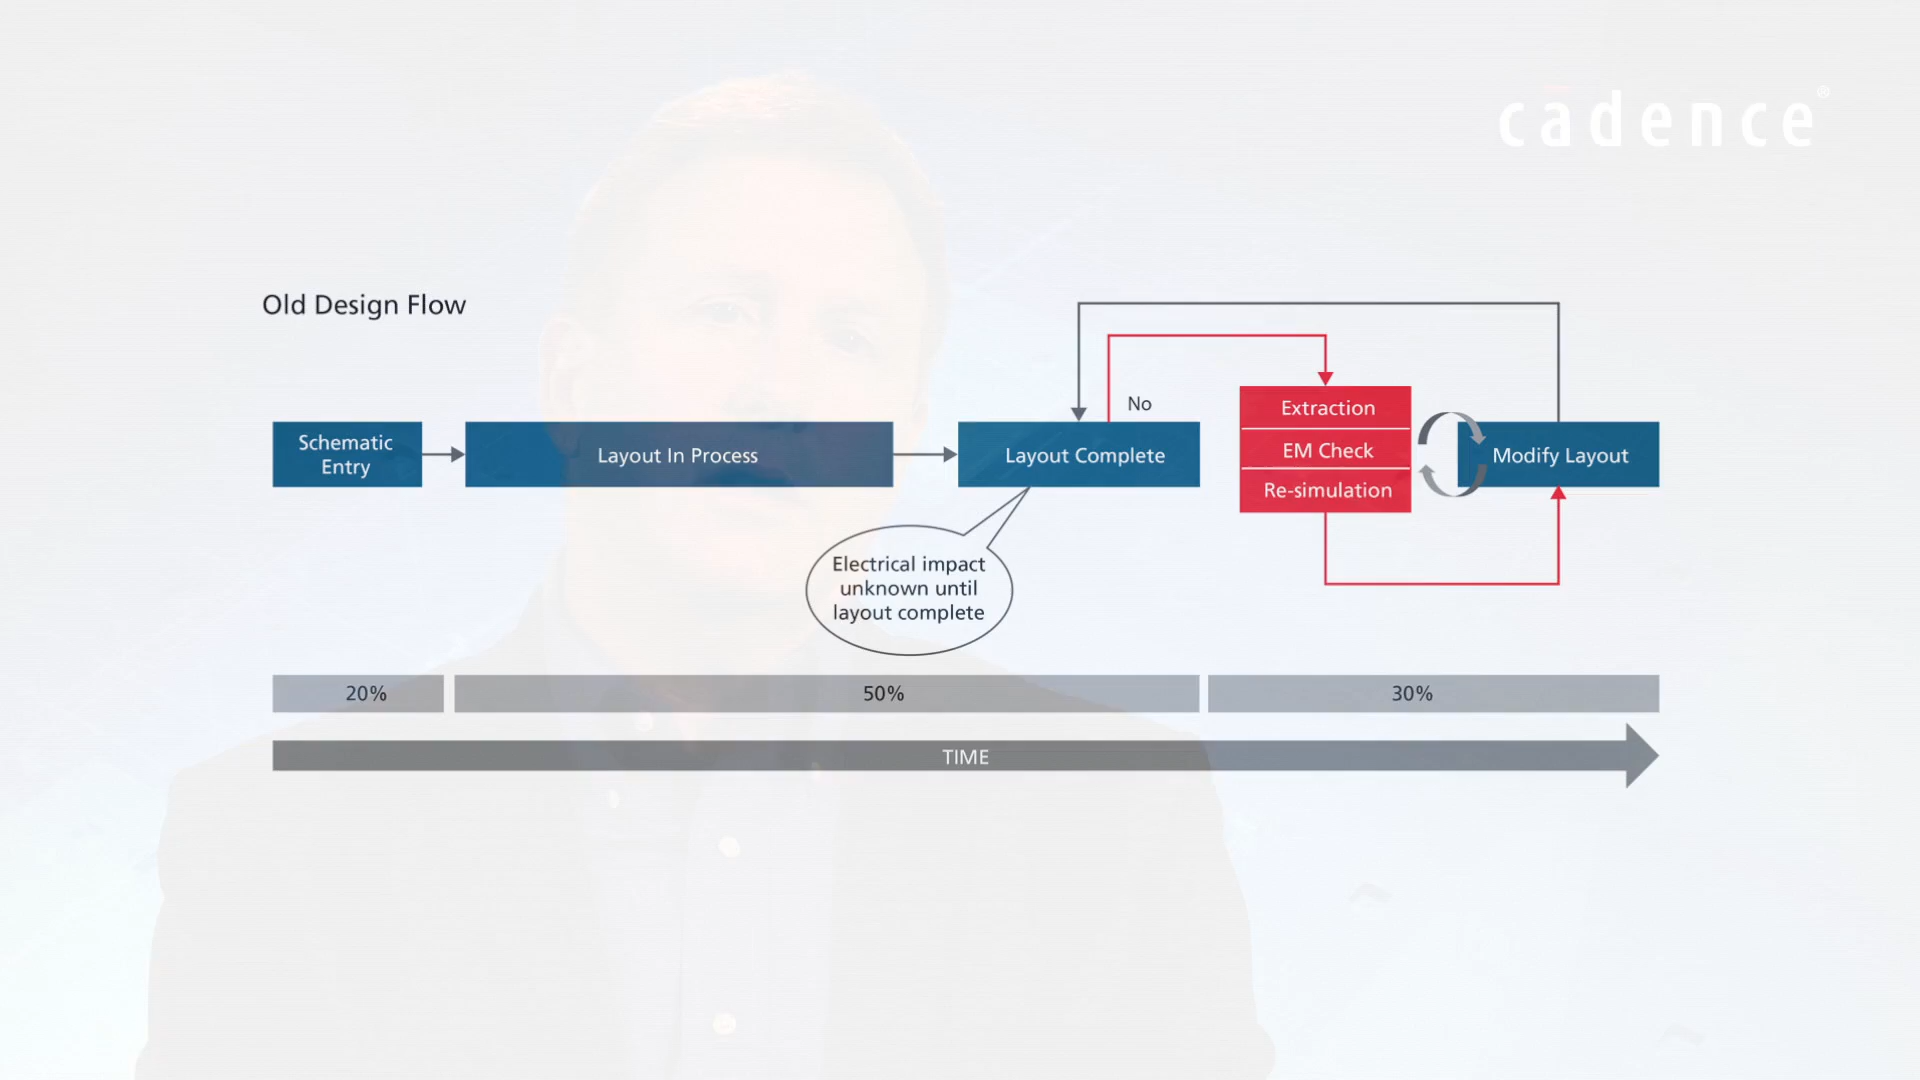 cadence®
Old Design Flow
No
Schematic
Entry
Layout In Process
Layout Complete
Extraction
EM Check
Re-simulation
Modify Layout
Electrical impact
unknown until
layout complete
20%
50%
30%
TIME